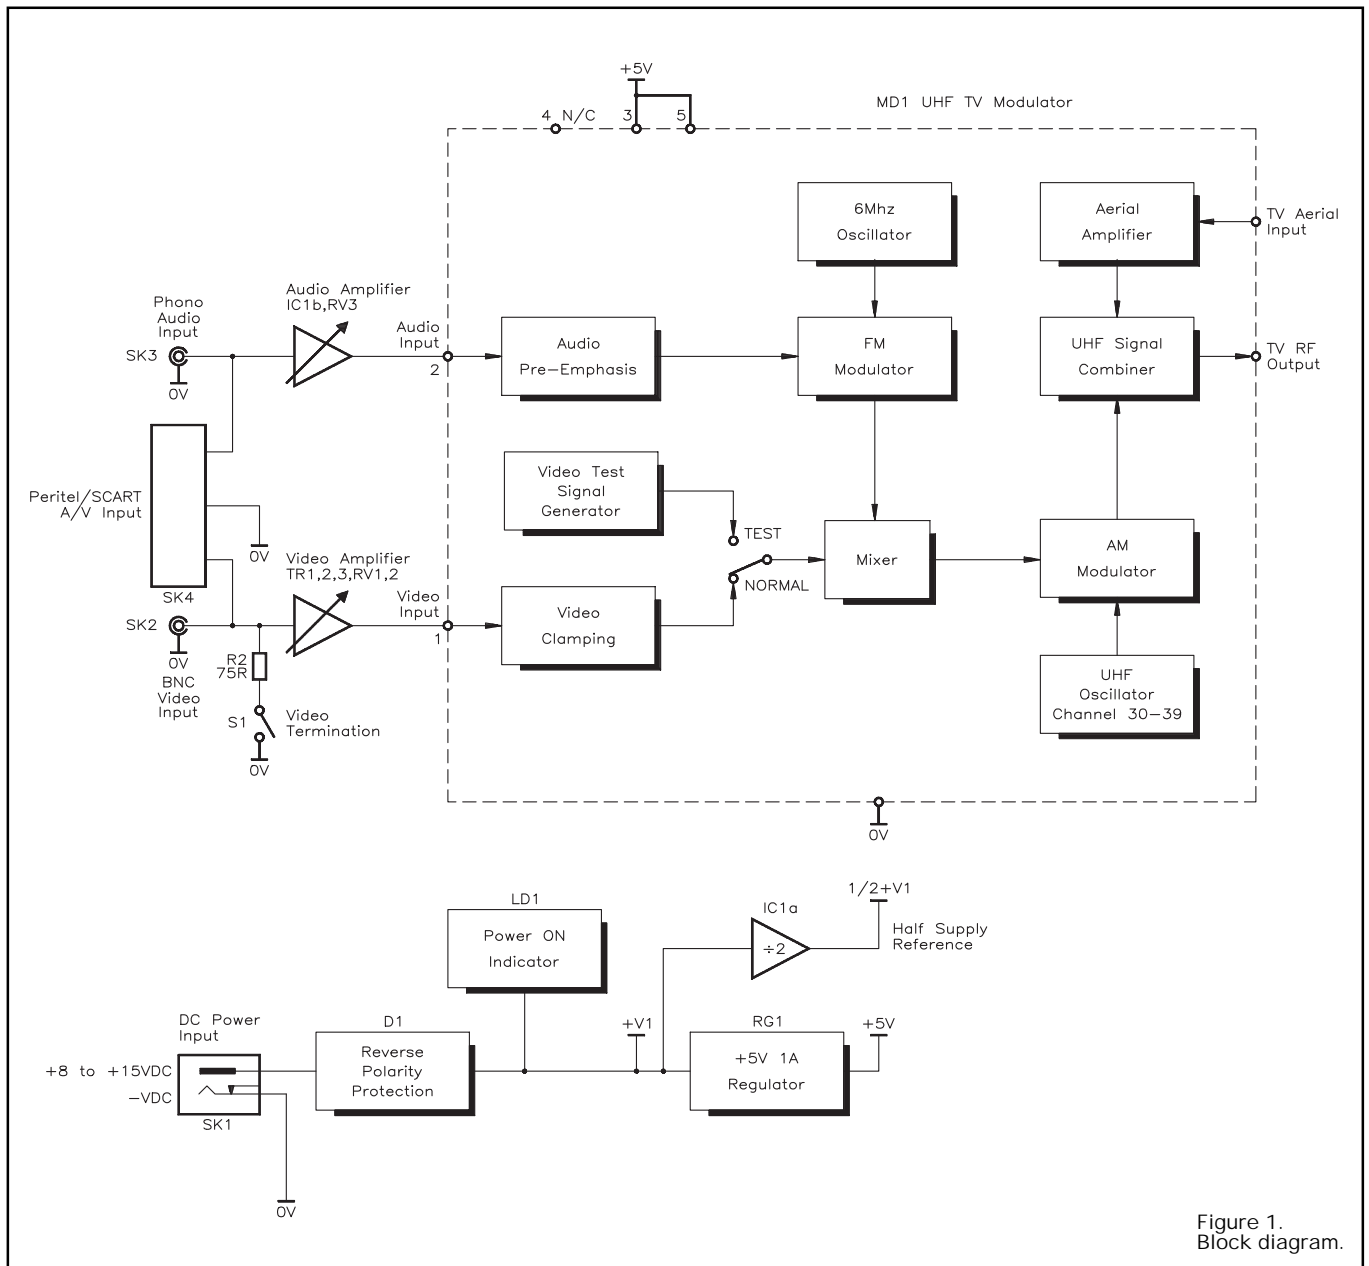 +5V
4 N/C
3
5
MD1 UHF TV Modulator
6Mhz
Oscillator
Aerial
Amplifier
TV Aerial
Input
Phono
Audio
Input
SK3
0V
Audio Amplifier
IC1b,RV3
Audio
Input
2
Audio
Pre-Emphasis
FM
Modulator
UHF Signal
Combiner
TV RF
Output
Peritel/SCART
A/V Input
SK4
0V
Video Test
Signal
Generator
TEST
NORMAL
Mixer
AM
Modulator
Video Amplifier
TR1,2,3,RV1,2
Video
Input
1
Video
Clamping
SK2
0V
BNC
Video
Input
R2
75R
S1
Video
Termination
0V
UHF
Oscillator
Channel 30-39
0V
LD1
Power ON
Indicator
IC1a
÷2
1/2+V1
Half Supply
Reference
DC Power
Input
+8 to +15VDC
-VDC
SK1
0V
D1
Reverse
Polarity
Protection
+V1
RG1
+5V 1A
Regulator
+5V
Figure 1.
Block diagram.